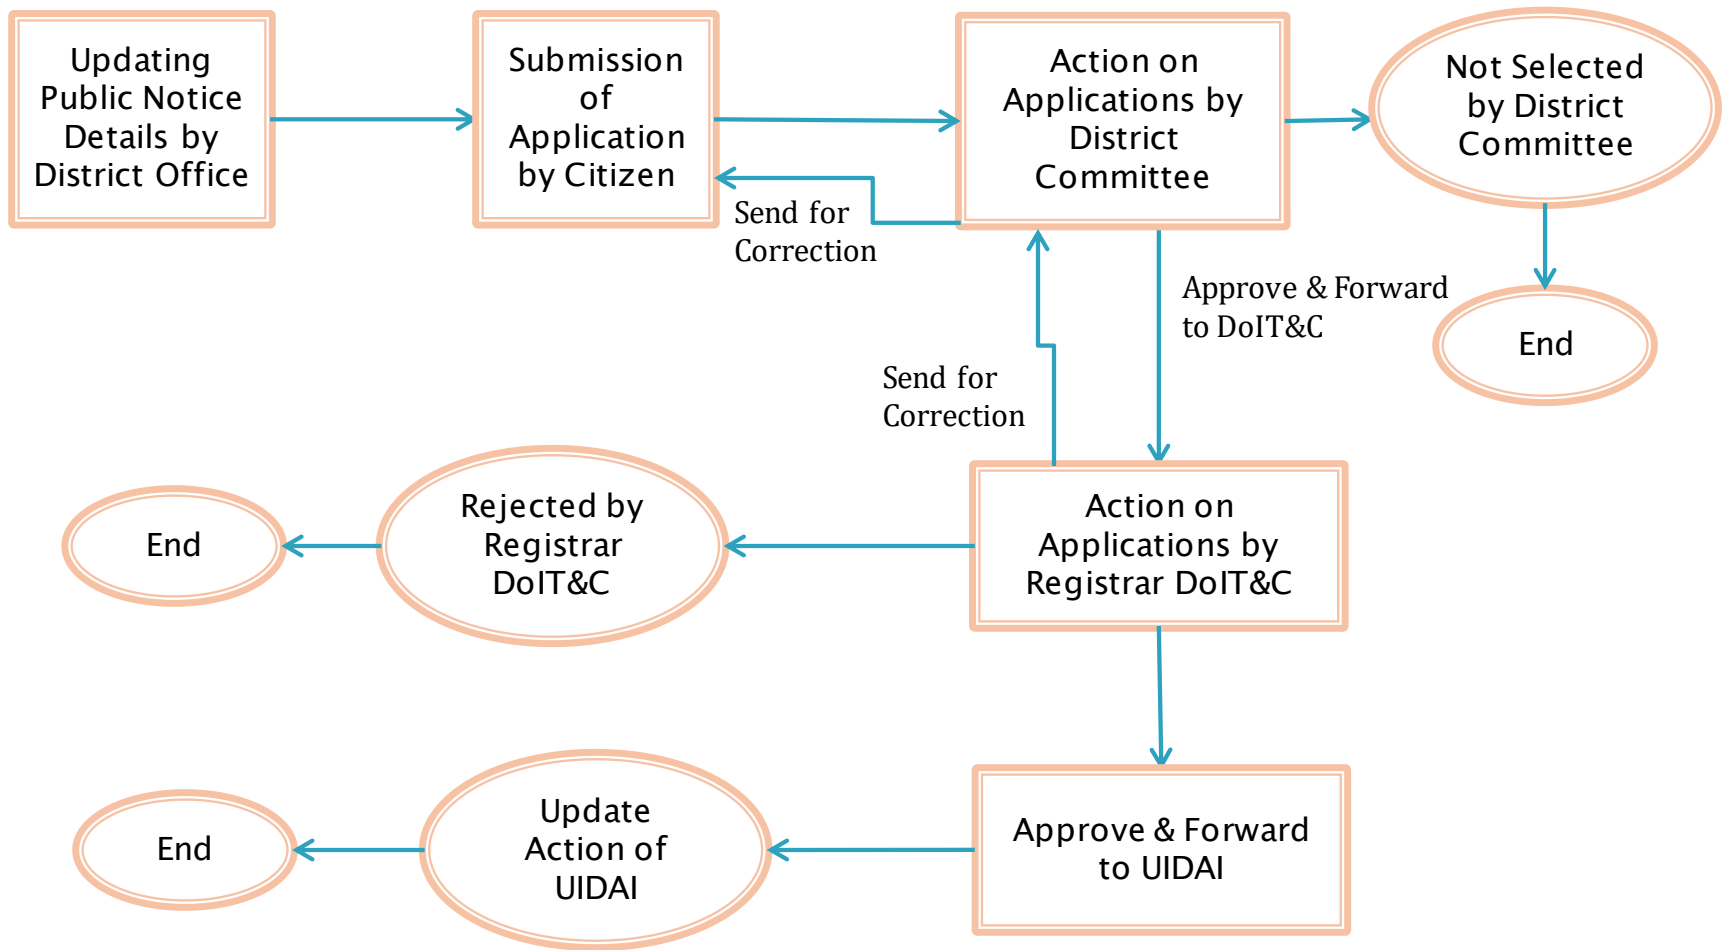 Updating
Public Notice
Details by
District Office
Submission
of
Application
by Citizen
Action on
Applications by
District
Committee
Not Selected
by District
Committee
Send for
Correction
Approve & Forward
to DoIT&C
End
Send for
Correction
End
Rejected by
Registrar
DoIT&C
Action on
Applications by
Registrar DoIT&C
End
Update
Action of
UIDAI
Approve & Forward
to UIDAI